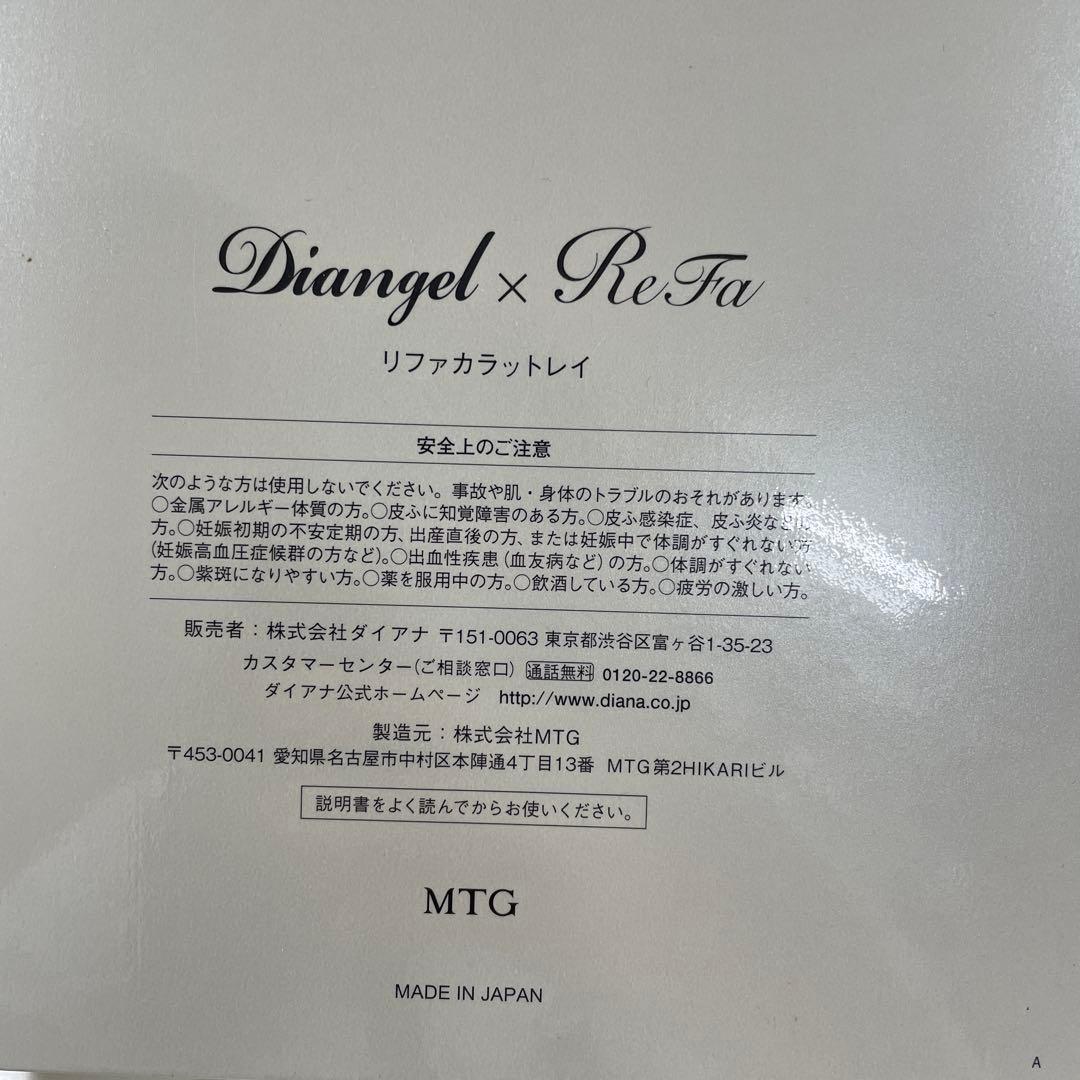 Diangel × ReFa
リファカラットレイ
安全上のご注意
次のような方は使用しないでください。事故や肌・身体のトラブルのおそれがあります。
○金属アレルギー体質の方。○皮ふに知覚障害のある方。○皮ふ感染症、皮ふ炎など
方。○妊娠初期の不安定期の方、出産直後の方、または妊娠中で体調がすぐれない方
(妊娠高血圧症候群の方など)。○出血性疾患(血友病など)の方。○体調がすぐれない
方。○紫斑になりやすい方。○薬を服用中の方。○飲酒している方。○疲労の激しい方。
販売者：株式会社ダイアナ 〒151-0063 東京都渋谷区富ヶ谷1-35-23
カスタマーセンター(ご相談窓口) 通話無料 0120-22-8866
ダイアナ公式ホームページ http://www.diana.co.jp
製造元：株式会社MTG
〒453-0041 愛知県名古屋市中村区本陣通4丁目13番 MTG第2HIKARIビル
説明書をよく読んでからお使いください。
MTG
MADE IN JAPAN
A